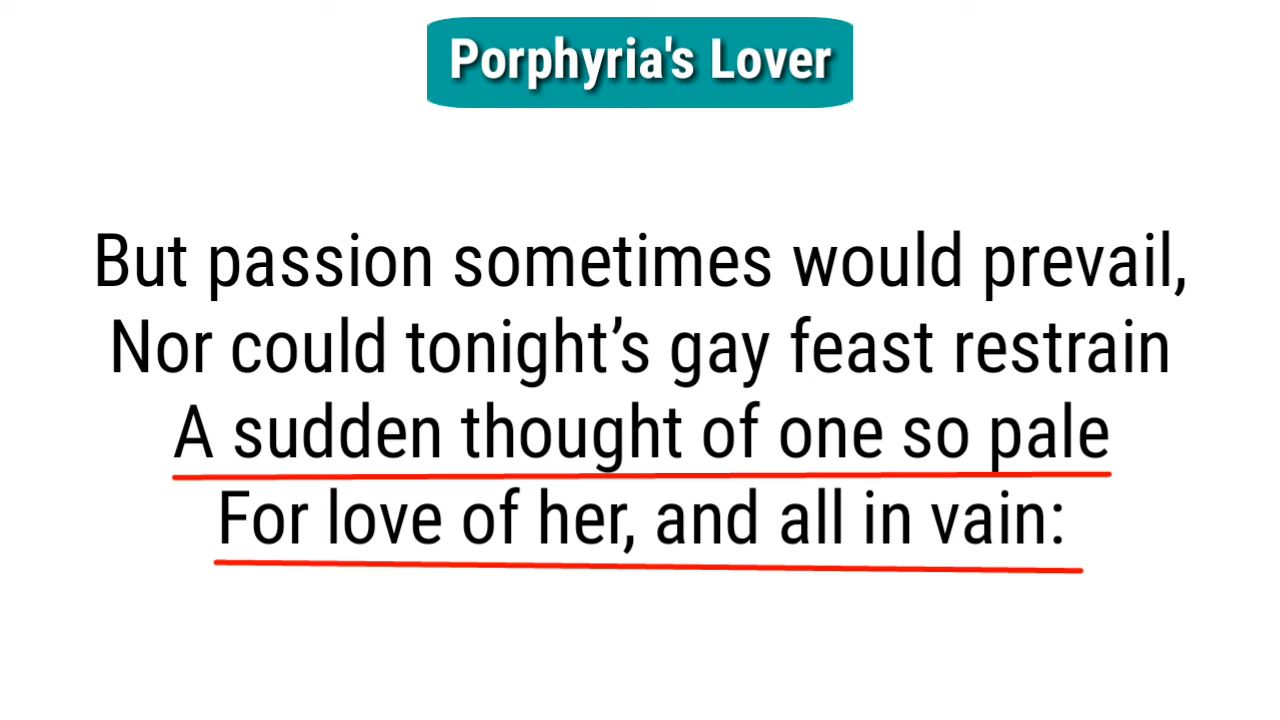 Porphyria's Lover
But passion sometimes would prevail,
Nor could tonight’s gay feast restrain
A sudden thought of one so pale
For love of her, and all in vain: